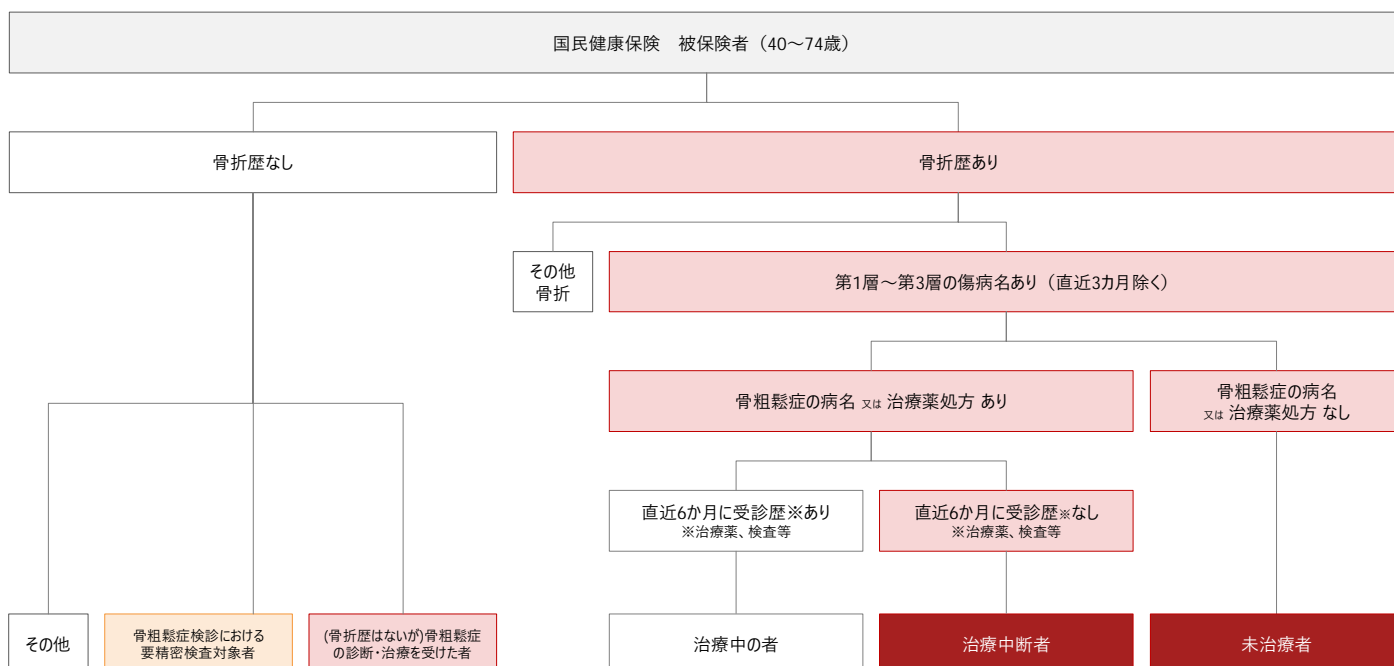 国民健康保険　被保険者（40～74歳）
骨折歴なし
骨折歴あり
その他
骨折
第1層～第3層の傷病名あり（直近3カ月除く）
骨粗鬆症の病名 又は 治療薬処方 あり
骨粗鬆症の病名
又は 治療薬処方 なし
直近6か月に受診歴※あり
※治療薬、検査等
直近6か月に受診歴※なし
※治療薬、検査等
その他
骨粗鬆症検診における
要精密検査対象者
(骨折歴はないが)骨粗鬆症
の診断・治療を受けた者
治療中の者
治療中断者
未治療者